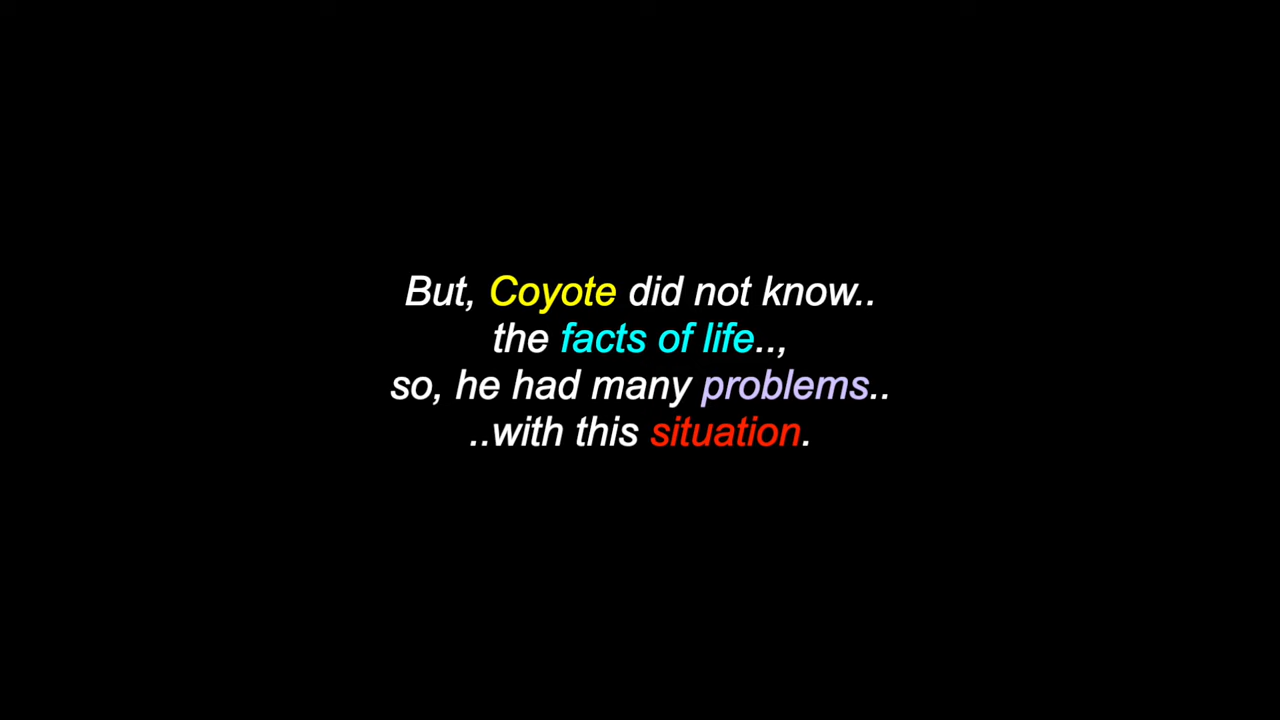 But, Coyote did not know..
the facts of life..,
so, he had many problems..
..with this situation.